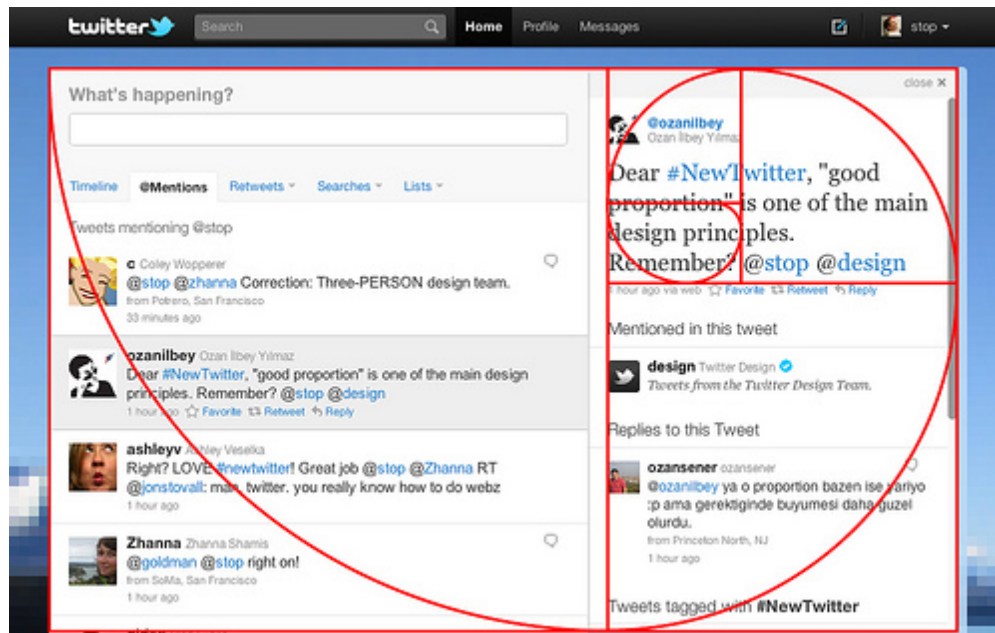 twitter
Search
Home
Profile
Messages
stop
What's happening?
Timeline
@Mentions
Retweets
Searches
Lists
Tweets mentioning @stop
c Coley Wopperer
@stop @zhanna Correction: Three-PERSON design team.
from Potrero, San Francisco
33 minutes ago
ozanilbey Ozan İlbey Yılmaz
Dear #NewTwitter, "good proportion" is one of the main design
principles. Remember? @stop @design
1 hour ago Favorite Retweet Reply
ashleyv Ashley Veselka
Right? LOVE #newtwitter! Great job @stop @Zhanna RT
@jonstovall: man, twitter. you really know how to do webz
1 hour ago
Zhanna Zhanna Shamis
@goldman @stop right on!
from SoMa, San Francisco
1 hour ago
close x
@ozanilbey
Ozan İlbey Yılmaz
Dear #NewTwitter, "good
proportion" is one of the main
design principles.
Remember? @stop @design
1 hour ago via web Favorite Retweet Reply
Mentioned in this tweet
design Twitter Design
Tweets from the Twitter Design Team.
Replies to this Tweet
ozansener ozansener
@ozanilbey ya o proportion bazen ise yariyo
:p ama gerektiginde buyumesi daha guzel
olurdu.
from Princeton North, NJ
1 hour ago
Tweets tagged with #NewTwitter